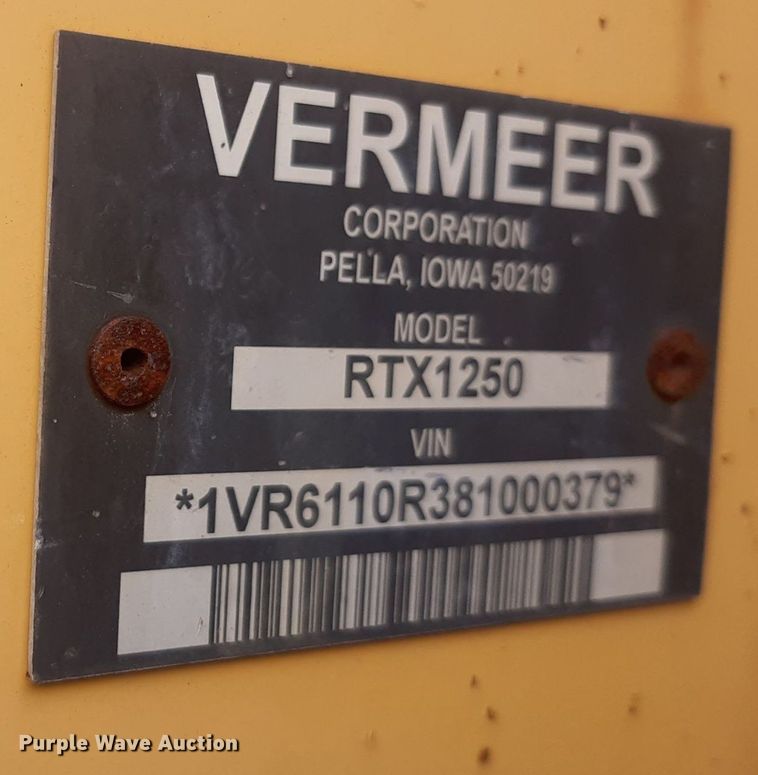 VERMEER
CORPORATION
PELLA, IOWA 50219
MODEL
RTX1250
VIN
*1VR6110R381000379*
Purple Wave Auction